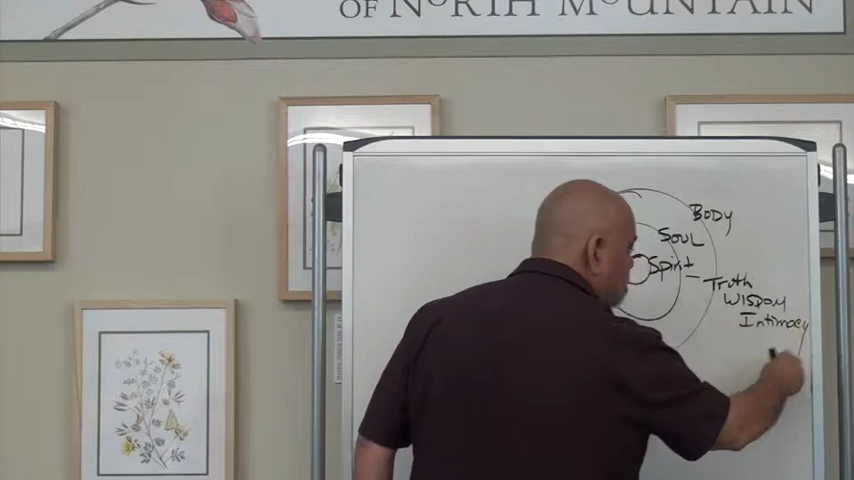 OF NORTH MOUNTAIN
BODY
SOUL
Spirit
Truth
WISDOM
Intimacy